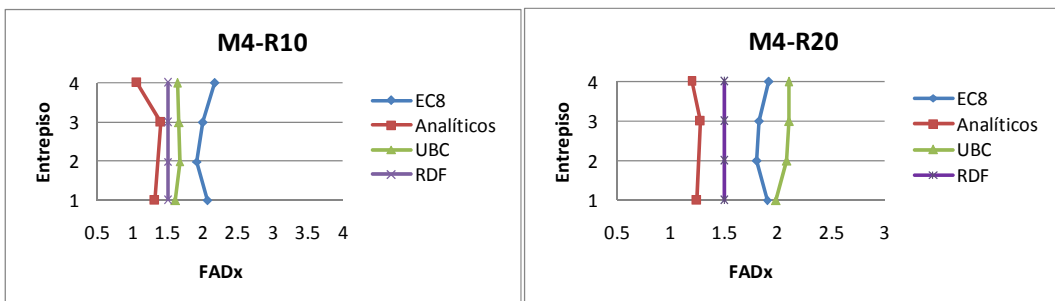 M4-R10
4
3
2
1
Entrepiso
0.5 1 1.5 2 2.5 3 3.5 4
FADx
EC8
Analíticos
UBC
RDF
M4-R20
4
3
2
1
Entrepiso
0.5 1 1.5 2 2.5 3
FADx
EC8
Analíticos
UBC
RDF